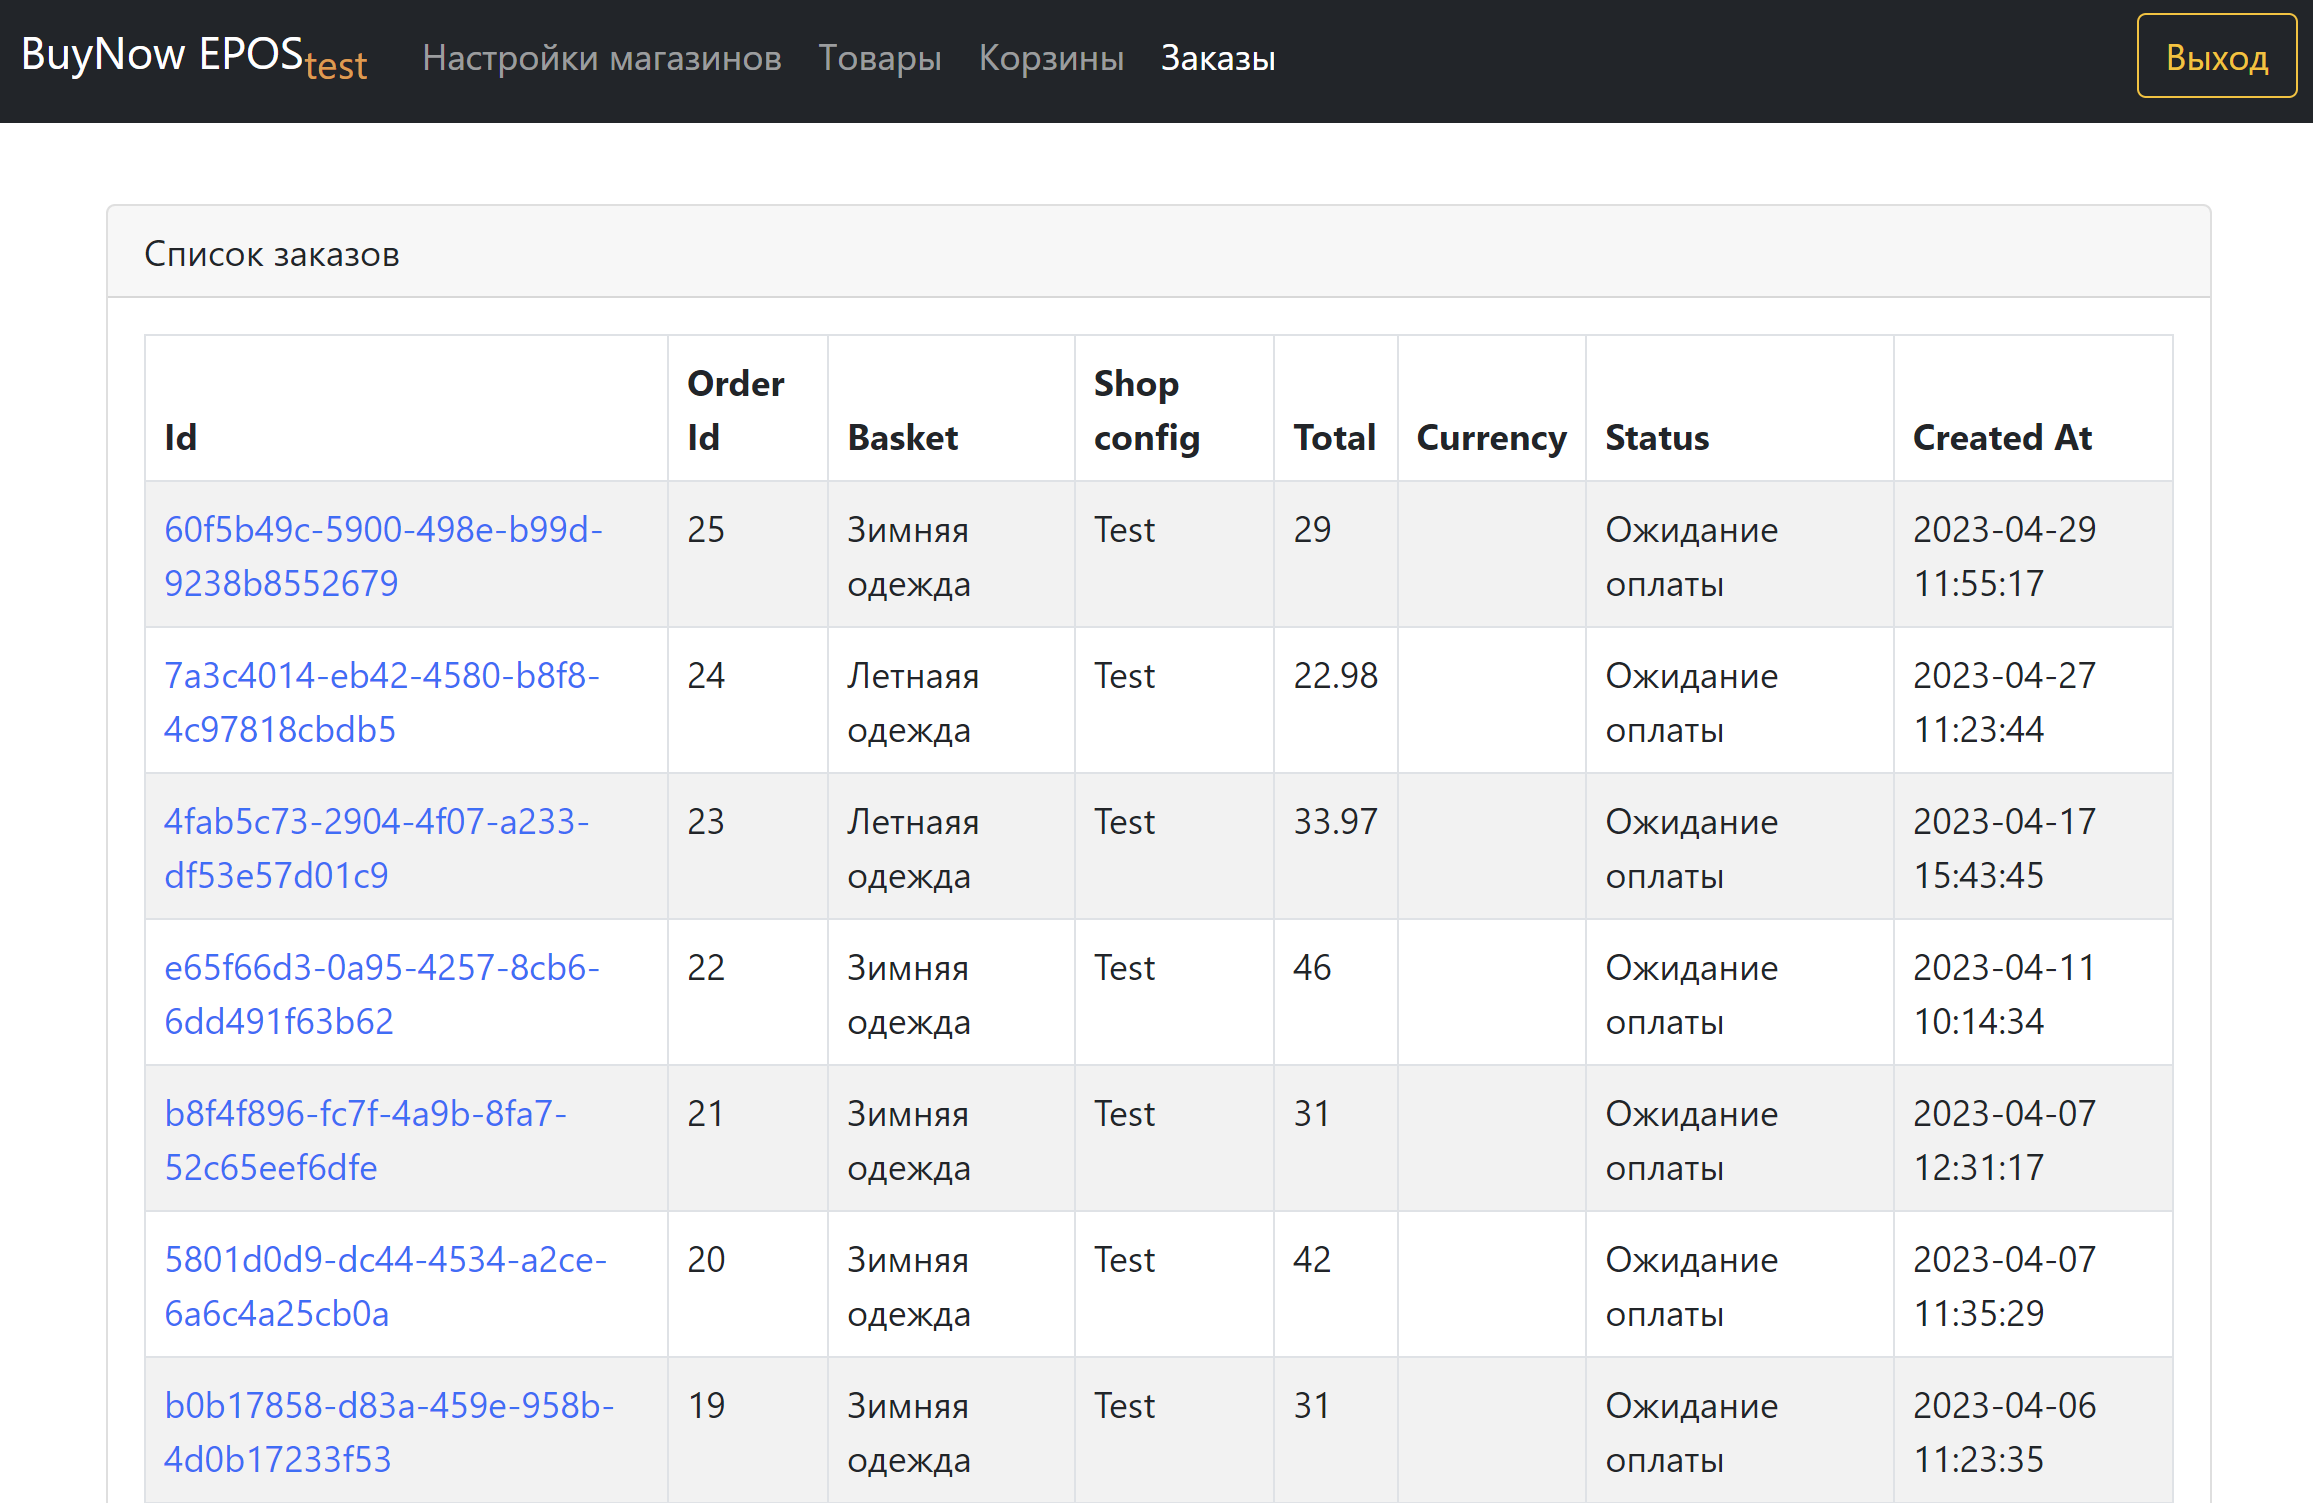 BuyNow EPOStest Настройки магазинов Товары Корзины Заказы Выход
Список заказов
Id Order Id Basket Shop config Total Currency Status Created At
60f5b49c-5900-498e-b99d-9238b8552679 25 Зимняя одежда Test 29 Ожидание оплаты 2023-04-29 11:55:17
7a3c4014-eb42-4580-b8f8-4c97818cbdb5 24 Летнаяя одежда Test 22.98 Ожидание оплаты 2023-04-27 11:23:44
4fab5c73-2904-4f07-a233-df53e57d01c9 23 Летнаяя одежда Test 33.97 Ожидание оплаты 2023-04-17 15:43:45
e65f66d3-0a95-4257-8cb6-6dd491f63b62 22 Зимняя одежда Test 46 Ожидание оплаты 2023-04-11 10:14:34
b8f4f896-fc7f-4a9b-8fa7-52c65eef6dfe 21 Зимняя одежда Test 31 Ожидание оплаты 2023-04-07 12:31:17
5801d0d9-dc44-4534-a2ce-6a6c4a25cb0a 20 Зимняя одежда Test 42 Ожидание оплаты 2023-04-07 11:35:29
b0b17858-d83a-459e-958b-4d0b17233f53 19 Зимняя одежда Test 31 Ожидание оплаты 2023-04-06 11:23:35